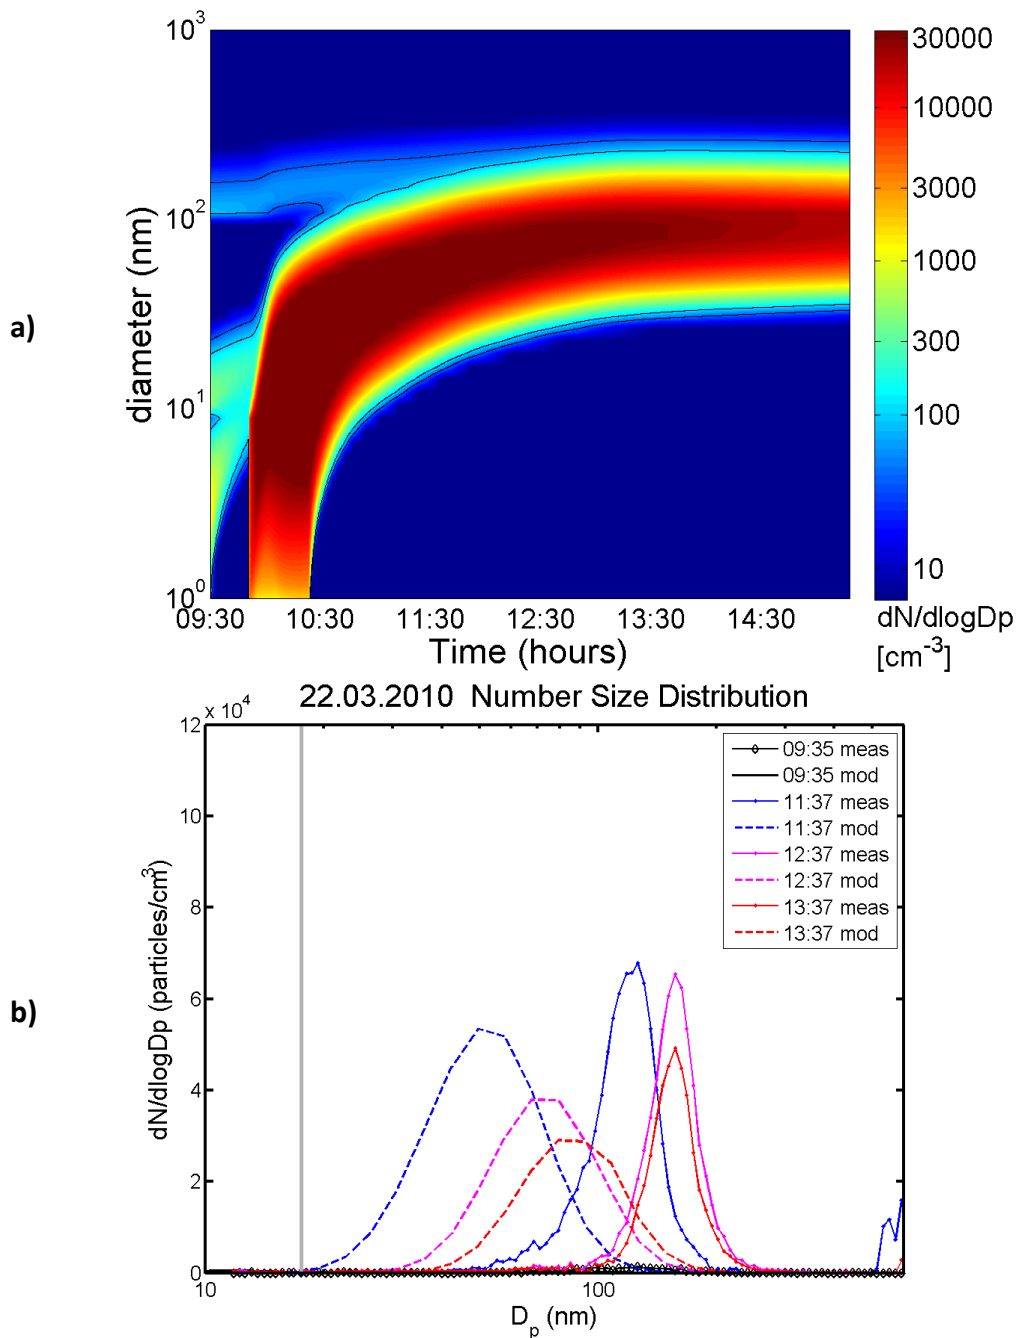 a)
diameter (nm)
10³
10²
10¹
10⁰
09:30 10:30 11:30 12:30 13:30 14:30
Time (hours)
30000
10000
3000
1000
300
100
10
dN/dlogDp
[cm⁻³]
b)
22.03.2010 Number Size Distribution
x 10⁴
dN/dlogDp (particles/cm³)
12
10
8
6
4
2
0
10 100
Dₚ (nm)
09:35 meas
09:35 mod
11:37 meas
11:37 mod
12:37 meas
12:37 mod
13:37 meas
13:37 mod